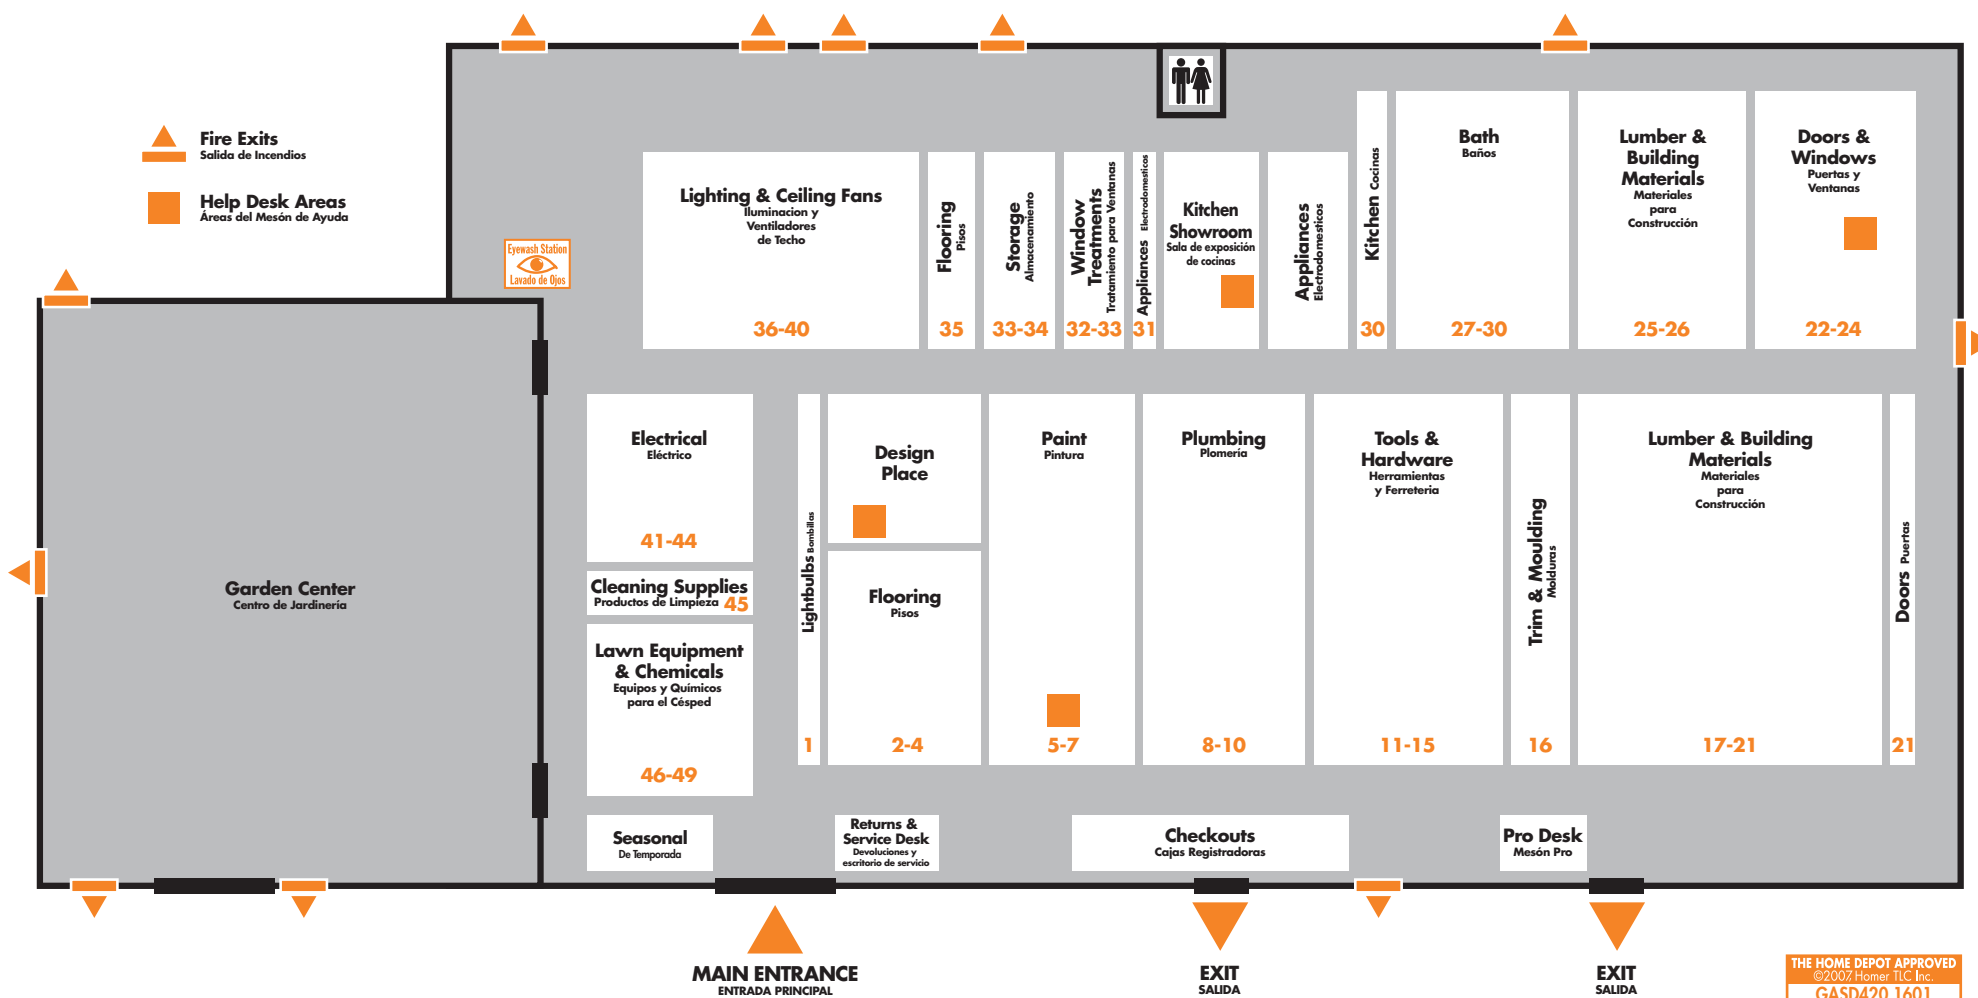 Fire Exits
Salida de Incendios
Help Desk Areas
Áreas del Mesón de Ayuda
Eyewash Station
Lavado de Ojos
Lighting & Ceiling Fans
Iluminacion y
Ventiladores
de Techo
36-40
Flooring
Pisos
35
Storage
Almacenamiento
33-34
Window
Treatments
Tratamiento para Ventanas
32-33
Appliances Electrodomesticos
31
Kitchen
Showroom
Sala de exposición
de cocinas
Appliances
Electrodomesticos
Kitchen Cocinas
30
Bath
Baños
27-30
Lumber &
Building
Materials
Materiales
para
Construcción
25-26
Doors &
Windows
Puertas y
Ventanas
22-24
Garden Center
Centro de Jardinería
Electrical
Eléctrico
41-44
Cleaning Supplies
Productos de Limpieza 45
Lawn Equipment
& Chemicals
Equipos y Químicos
para el Césped
46-49
Lightbulbs Bombillas
1
Design
Place
Flooring
Pisos
2-4
Paint
Pintura
5-7
Plumbing
Plomería
8-10
Tools &
Hardware
Herramientas
y Ferreteria
11-15
Trim & Moulding
Molduras
16
Lumber & Building
Materials
Materiales
para
Construcción
17-21
Doors Puertas
21
Seasonal
De Temporada
Returns &
Service Desk
Devoluciones y
escritorio de servicio
Checkouts
Cajas Registradoras
Pro Desk
Mesón Pro
MAIN ENTRANCE
ENTRADA PRINCIPAL
EXIT
SALIDA
EXIT
SALIDA
THE HOME DEPOT APPROVED
©2007, Homer TLC Inc.
GASD420 1601